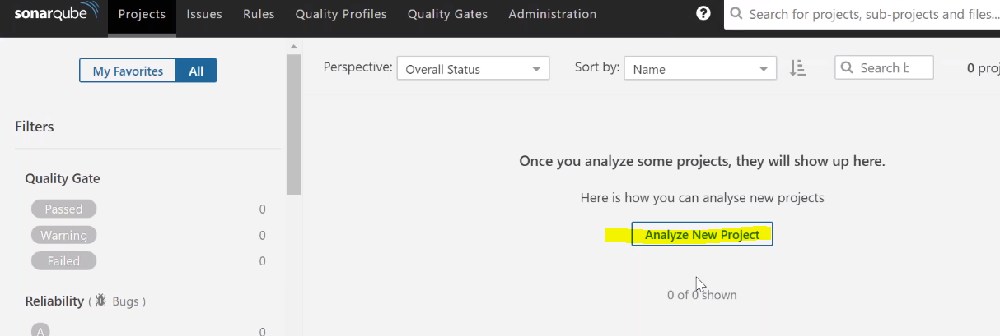 sonarqube Projects Issues Rules Quality Profiles Quality Gates Administration ? Search for projects, sub-projects and files...
My Favorites All
Perspective: Overall Status Sort by: Name Search b 0 proj
Filters
Quality Gate
Passed 0
Warning 0
Failed 0
Reliability ( Bugs )
A 0
Once you analyze some projects, they will show up here.
Here is how you can analyse new projects
Analyze New Project
0 of 0 shown